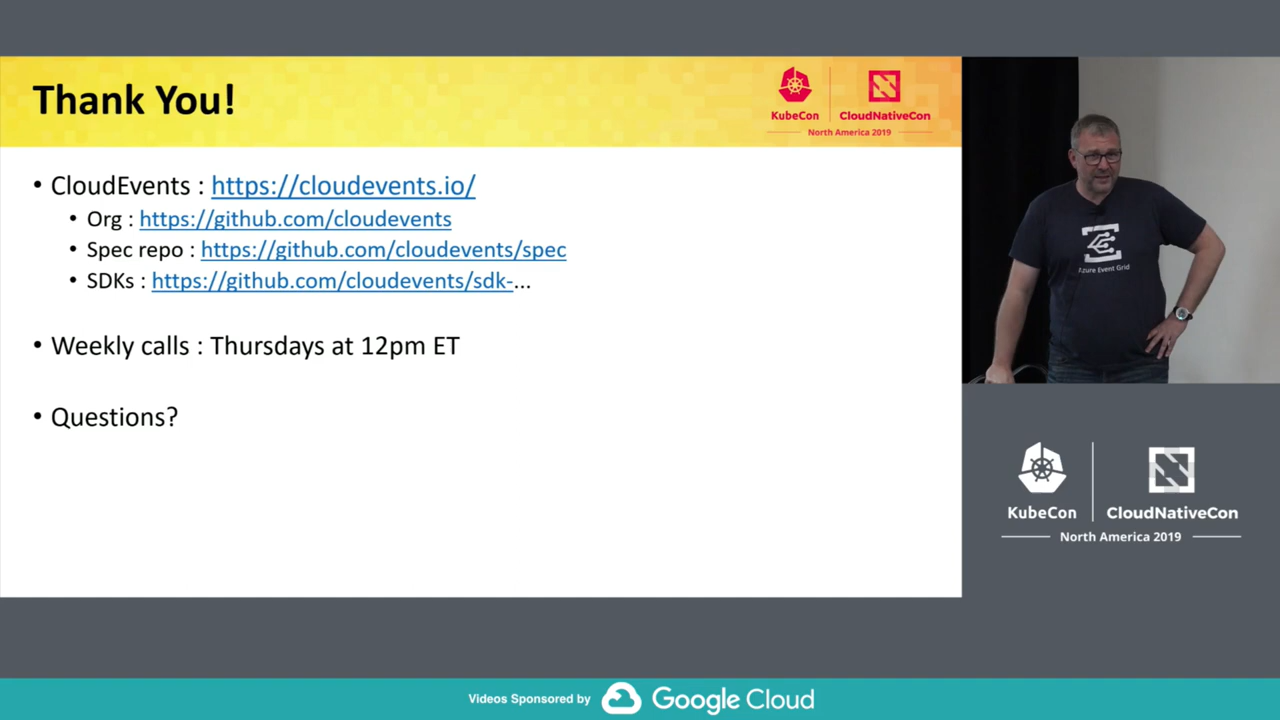 Thank You!
KubeCon
CloudNativeCon
North America 2019
• CloudEvents : https://cloudevents.io/
• Org : https://github.com/cloudevents
• Spec repo : https://github.com/cloudevents/spec
• SDKs : https://github.com/cloudevents/sdk-...
• Weekly calls : Thursdays at 12pm ET
• Questions?
Azure Event Grid
KubeCon
CloudNativeCon
North America 2019
Videos Sponsored by Google Cloud